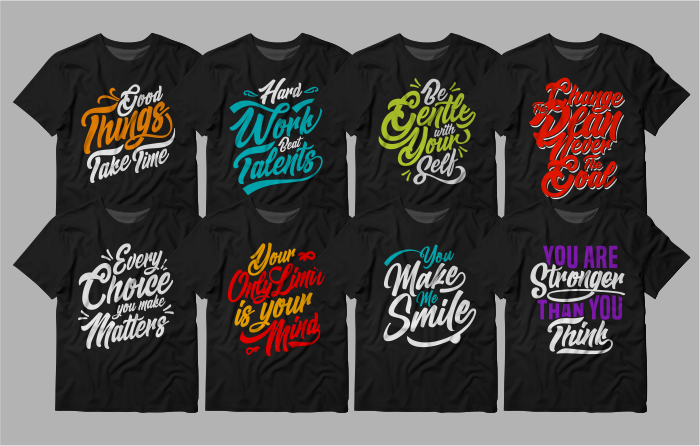 Good
Things
Take Time
Hard
Work
Beat
Talents
Be
Gentle
with
Your
Self
Change
The
Plan
Never
The
Goal
Every
Choice
you make
Matters
Your
Only Limit
is your
Mind
You
Make
Me
Smile
YOU ARE
Stronger
THAN YOU
Think